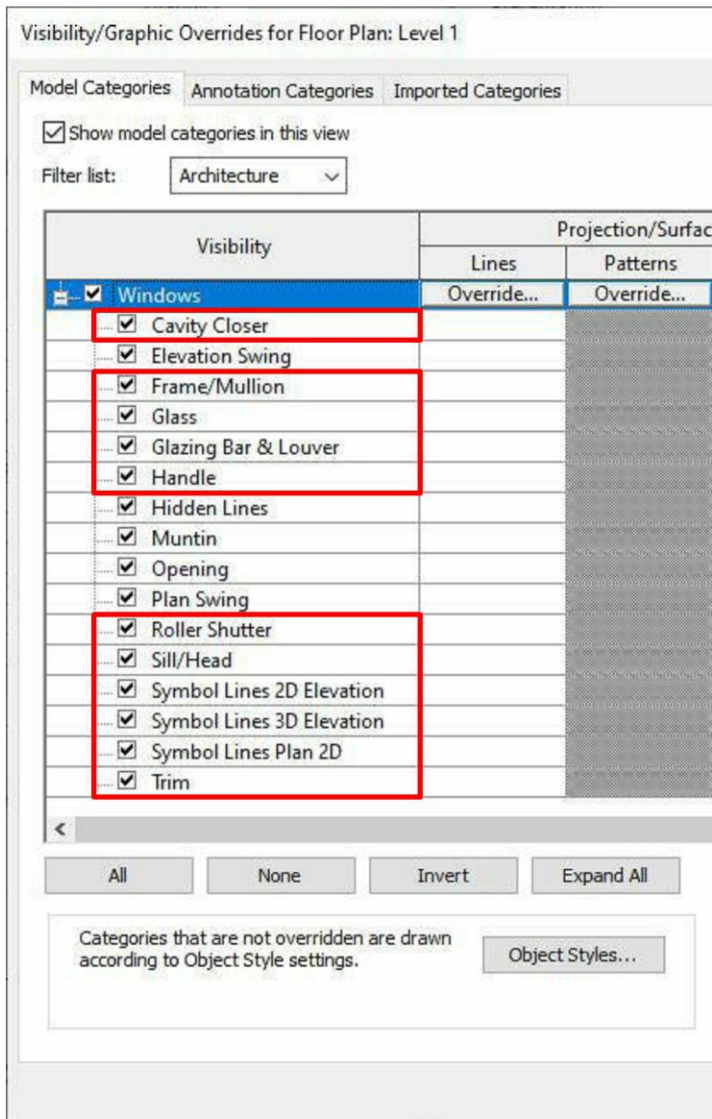 Visibility/Graphic Overrides for Floor Plan: Level 1
Model Categories Annotation Categories Imported Categories
Show model categories in this view
Filter list: Architecture
Visibility
Projection/Surfac
Lines Patterns
Windows Override... Override...
Cavity Closer
Elevation Swing
Frame/Mullion
Glass
Glazing Bar & Louver
Handle
Hidden Lines
Muntin
Opening
Plan Swing
Roller Shutter
Sill/Head
Symbol Lines 2D Elevation
Symbol Lines 3D Elevation
Symbol Lines Plan 2D
Trim
All None Invert Expand All
Categories that are not overridden are drawn
according to Object Style settings.
Object Styles...